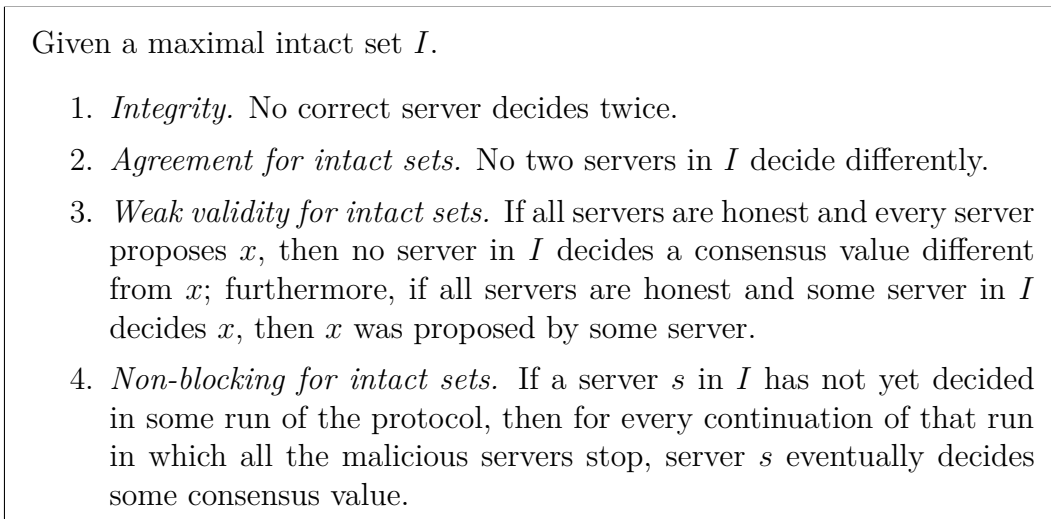 Given a maximal intact set I.
1. Integrity. No correct server decides twice.
2. Agreement for intact sets. No two servers in I decide differently.
3. Weak validity for intact sets. If all servers are honest and every server
proposes x, then no server in I decides a consensus value different
from x; furthermore, if all servers are honest and some server in I
decides x, then x was proposed by some server.
4. Non-blocking for intact sets. If a server s in I has not yet decided
in some run of the protocol, then for every continuation of that run
in which all the malicious servers stop, server s eventually decides
some consensus value.